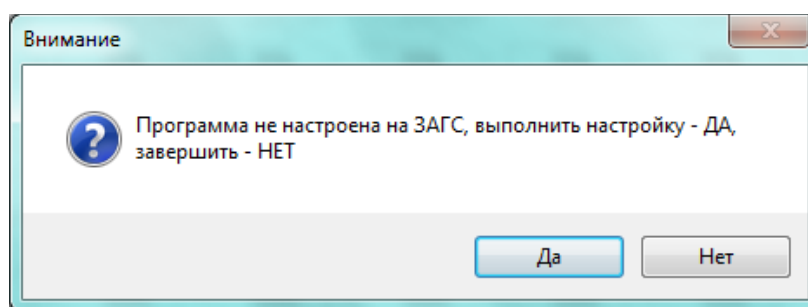 Внимание
Программа не настроена на ЗАГС, выполнить настройку - ДА,
завершить - НЕТ
Да
Нет